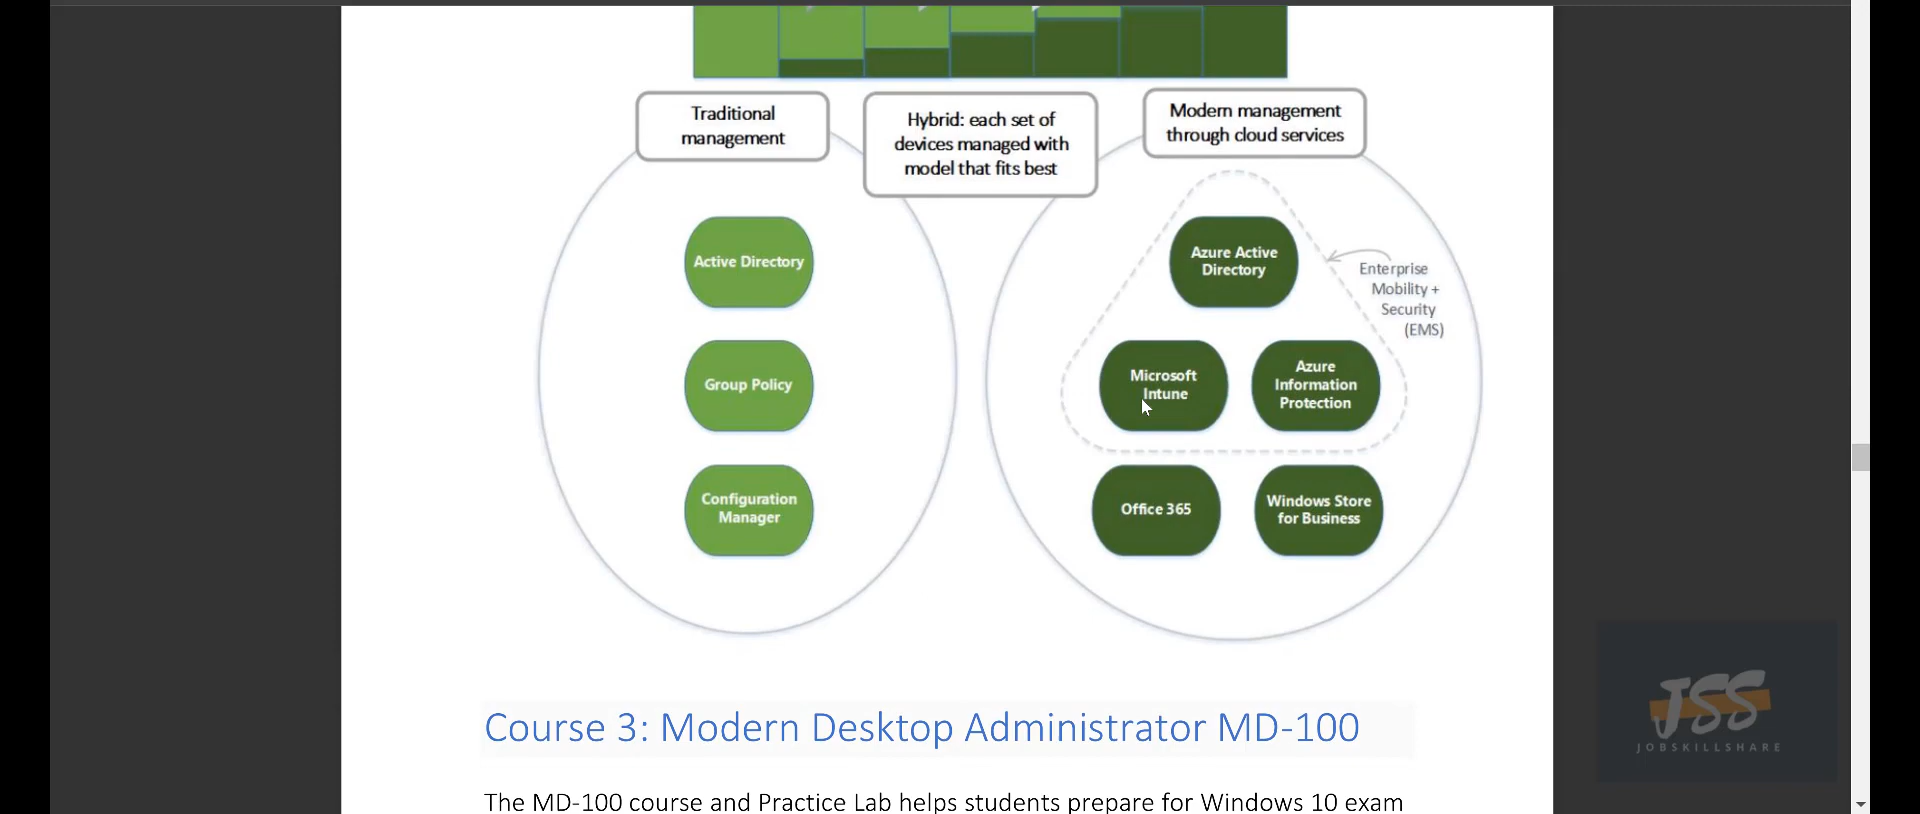 Traditional
management
Hybrid: each set of
devices managed with
model that fits best
Modern management
through cloud services
Active Directory
Group Policy
Configuration
Manager
Azure Active
Directory
Enterprise
Mobility +
Security
(EMS)
Microsoft
Intune
Azure
Information
Protection
Office 365
Windows Store
for Business
Course 3: Modern Desktop Administrator MD-100
The MD-100 course and Practice Lab helps students prepare for Windows 10 exam
JSS
JOBSKILLSHARE